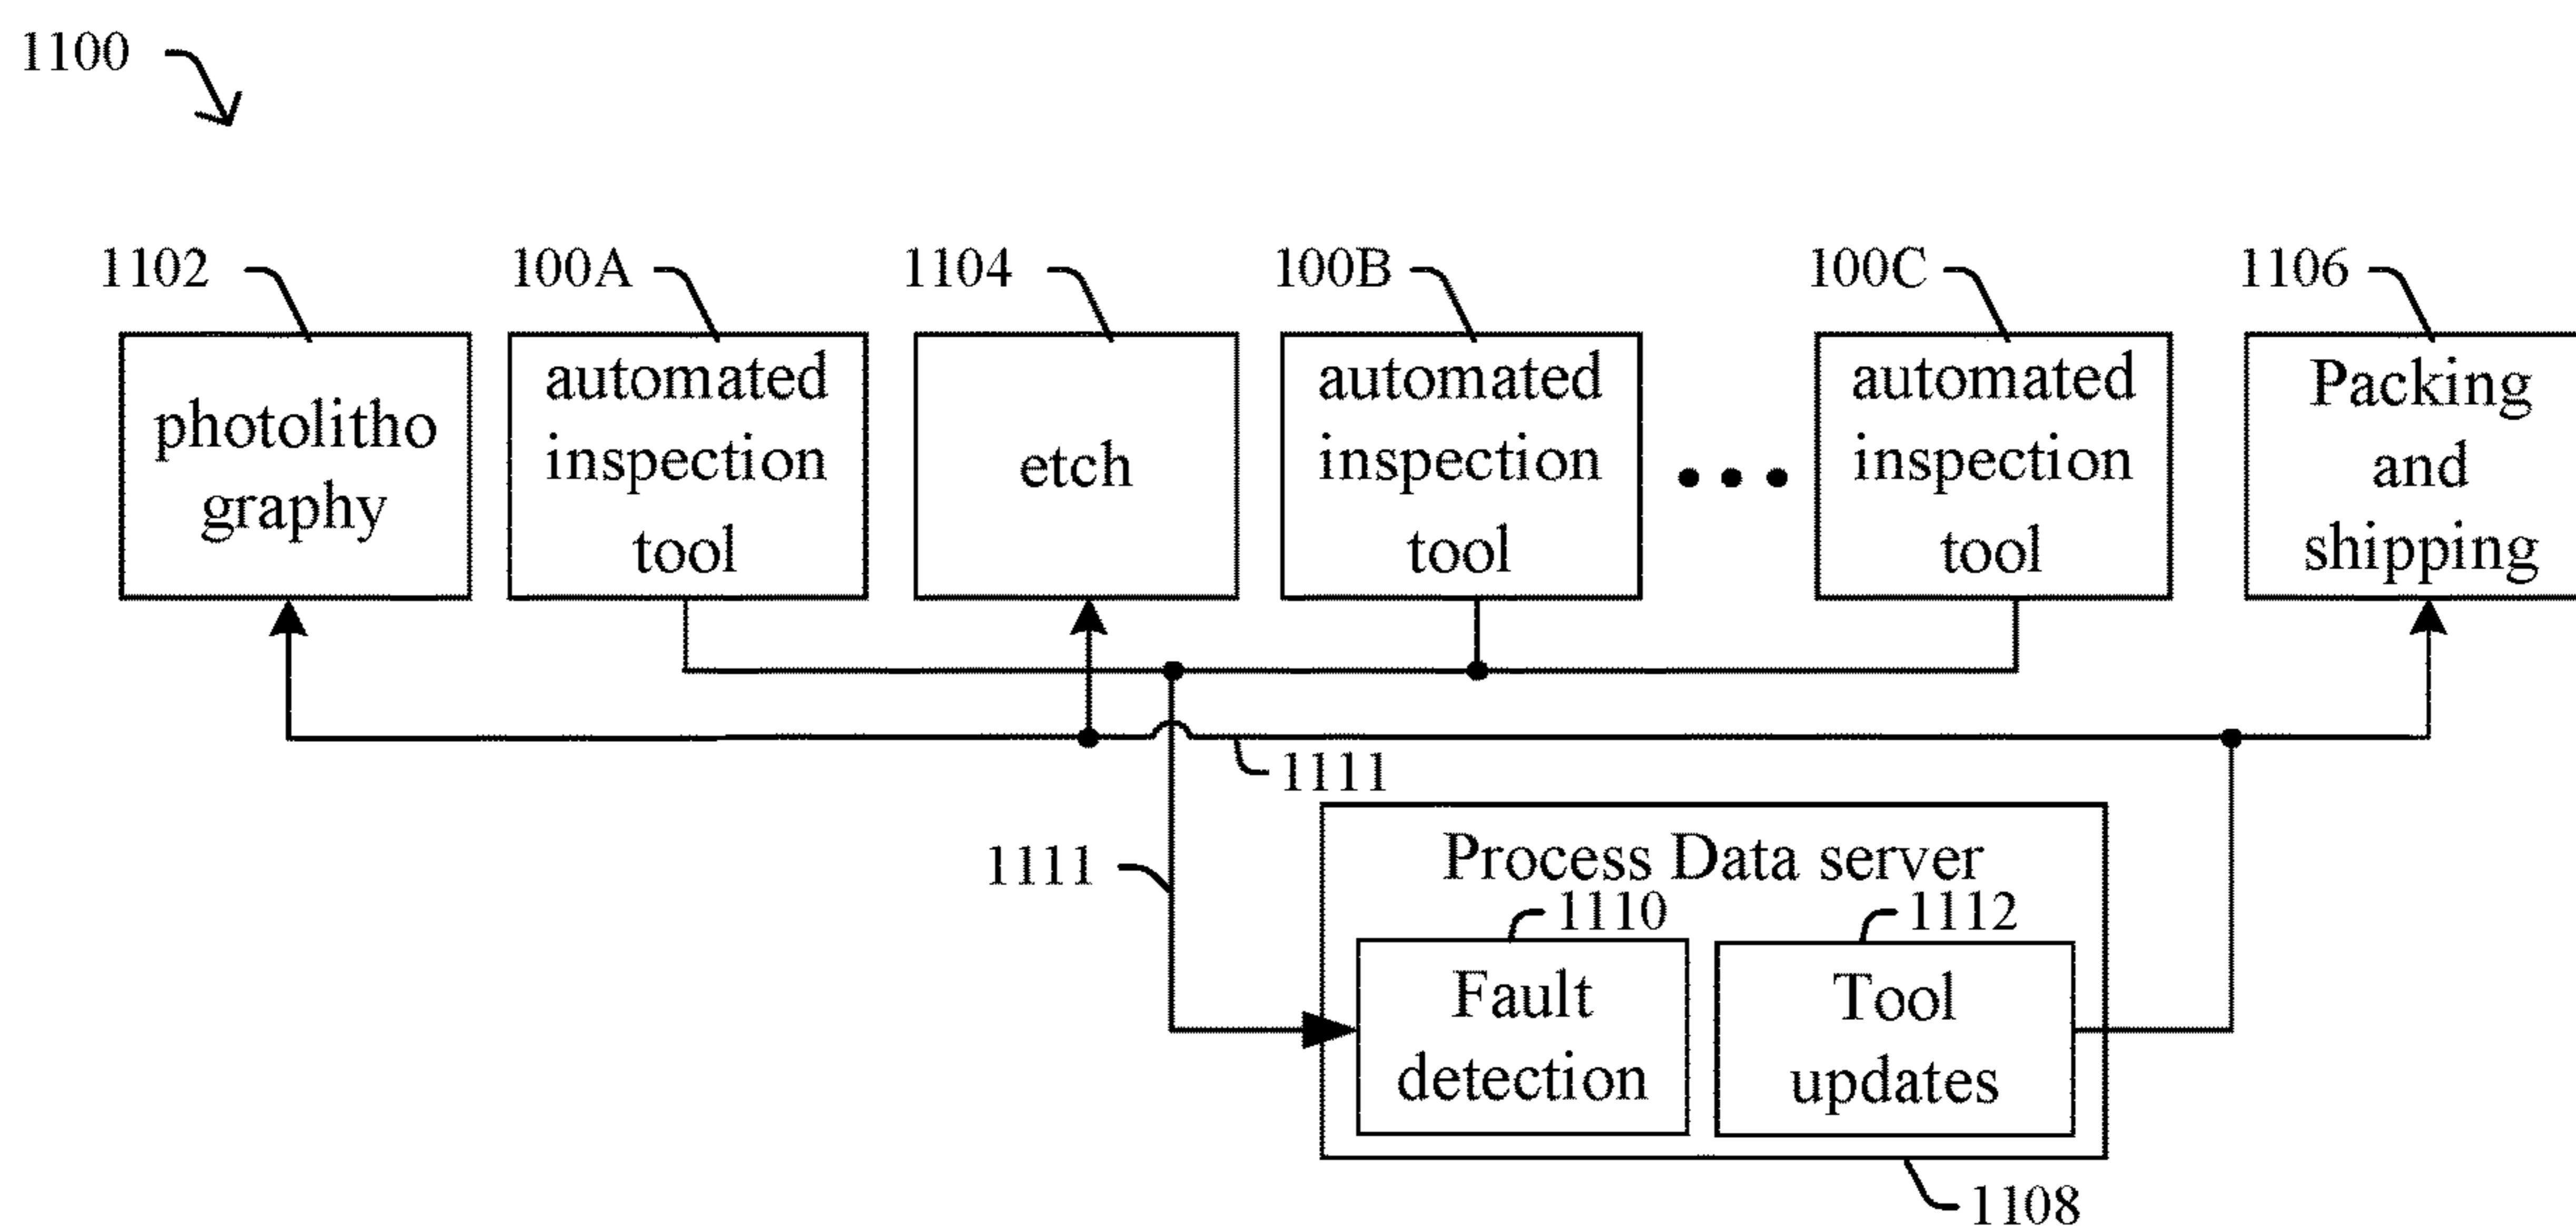 1100
1102
100A
1104
100B
100C
1106
photolitho
graphy
automated
inspection
tool
etch
automated
inspection
tool
automated
inspection
tool
Packing
and
shipping
1111
1111
Process Data server
1110
1112
Fault
detection
Tool
updates
1108